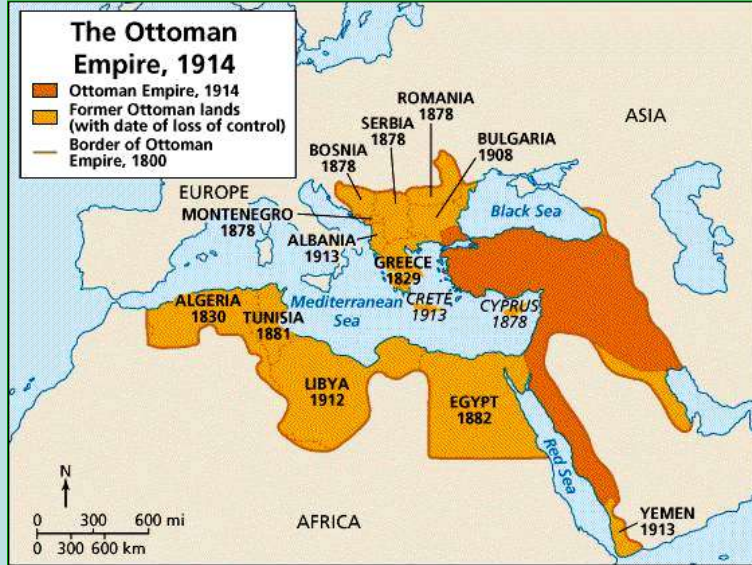 The Ottoman
Empire, 1914
Ottoman Empire, 1914
Former Ottoman lands
(with date of loss of control)
Border of Ottoman
Empire, 1800
ROMANIA
1878
SERBIA
1878
BULGARIA
1908
BOSNIA
1878
ASIA
EUROPE
MONTENEGRO
1878
Black Sea
ALBANIA
1913
GREECE
1829
CRETE
1913
CYPRUS
1878
ALGERIA
1830
TUNISIA
1881
Mediterranean
Sea
LIBYA
1912
EGYPT
1882
Red Sea
N
0 300 600 mi
0 300 600 km
AFRICA
YEMEN
1913